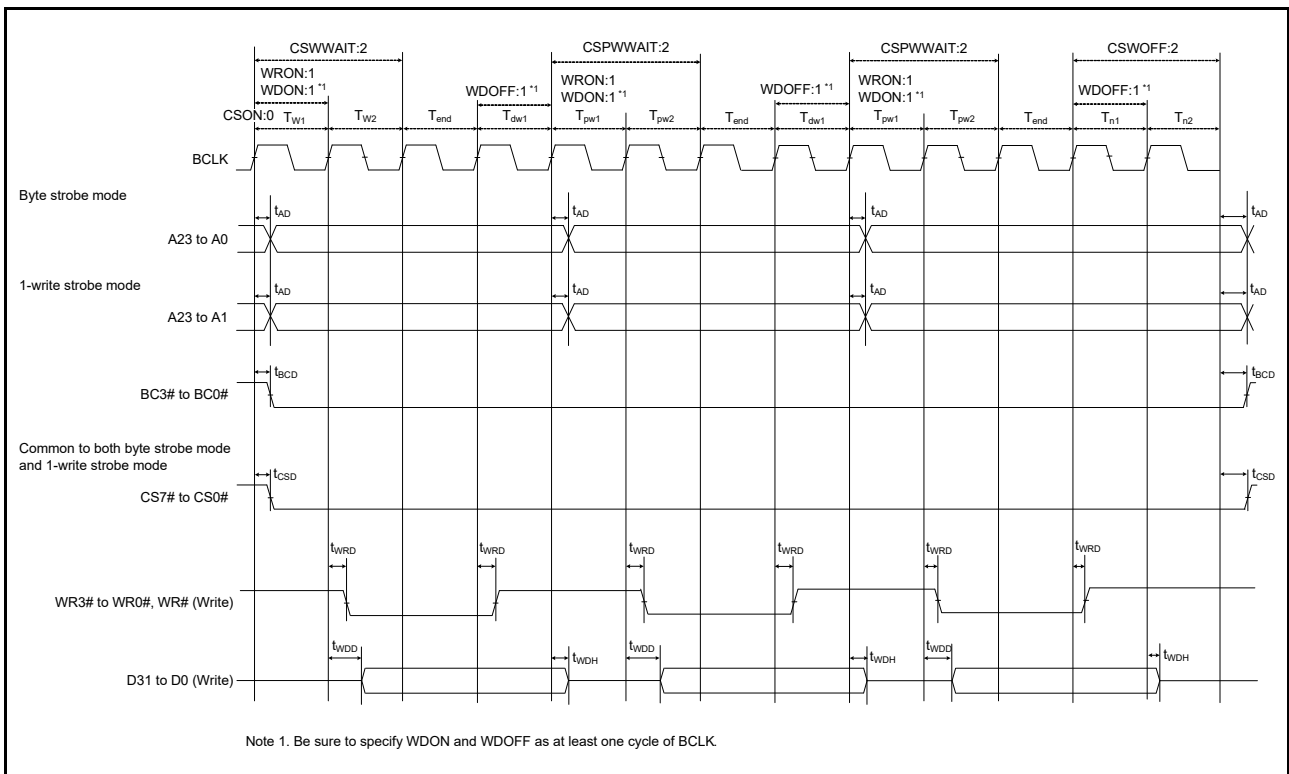 CSWWAIT:2 CSPWWAIT:2 CSPWWAIT:2 CSWOFF:2
WRON:1 WRON:1 WRON:1
WDON:1 *1 WDOFF:1 *1 WDON:1 *1 WDOFF:1 *1 WDON:1 *1 WDOFF:1 *1
CSON:0 TW1 TW2 Tend Tdw1 Tpw1 Tpw2 Tend Tdw1 Tpw1 Tpw2 Tend Tn1 Tn2
BCLK
Byte strobe mode
tAD tAD tAD tAD
A23 to A0
1-write strobe mode
tAD tAD tAD tAD
A23 to A1
tBCD tBCD
BC3# to BC0#
Common to both byte strobe mode
and 1-write strobe mode
tCSD tCSD
CS7# to CS0#
tWRD tWRD tWRD tWRD tWRD tWRD
WR3# to WR0#, WR# (Write)
tWDD tWDH tWDD tWDH tWDD tWDH
D31 to D0 (Write)
Note 1. Be sure to specify WDON and WDOFF as at least one cycle of BCLK.